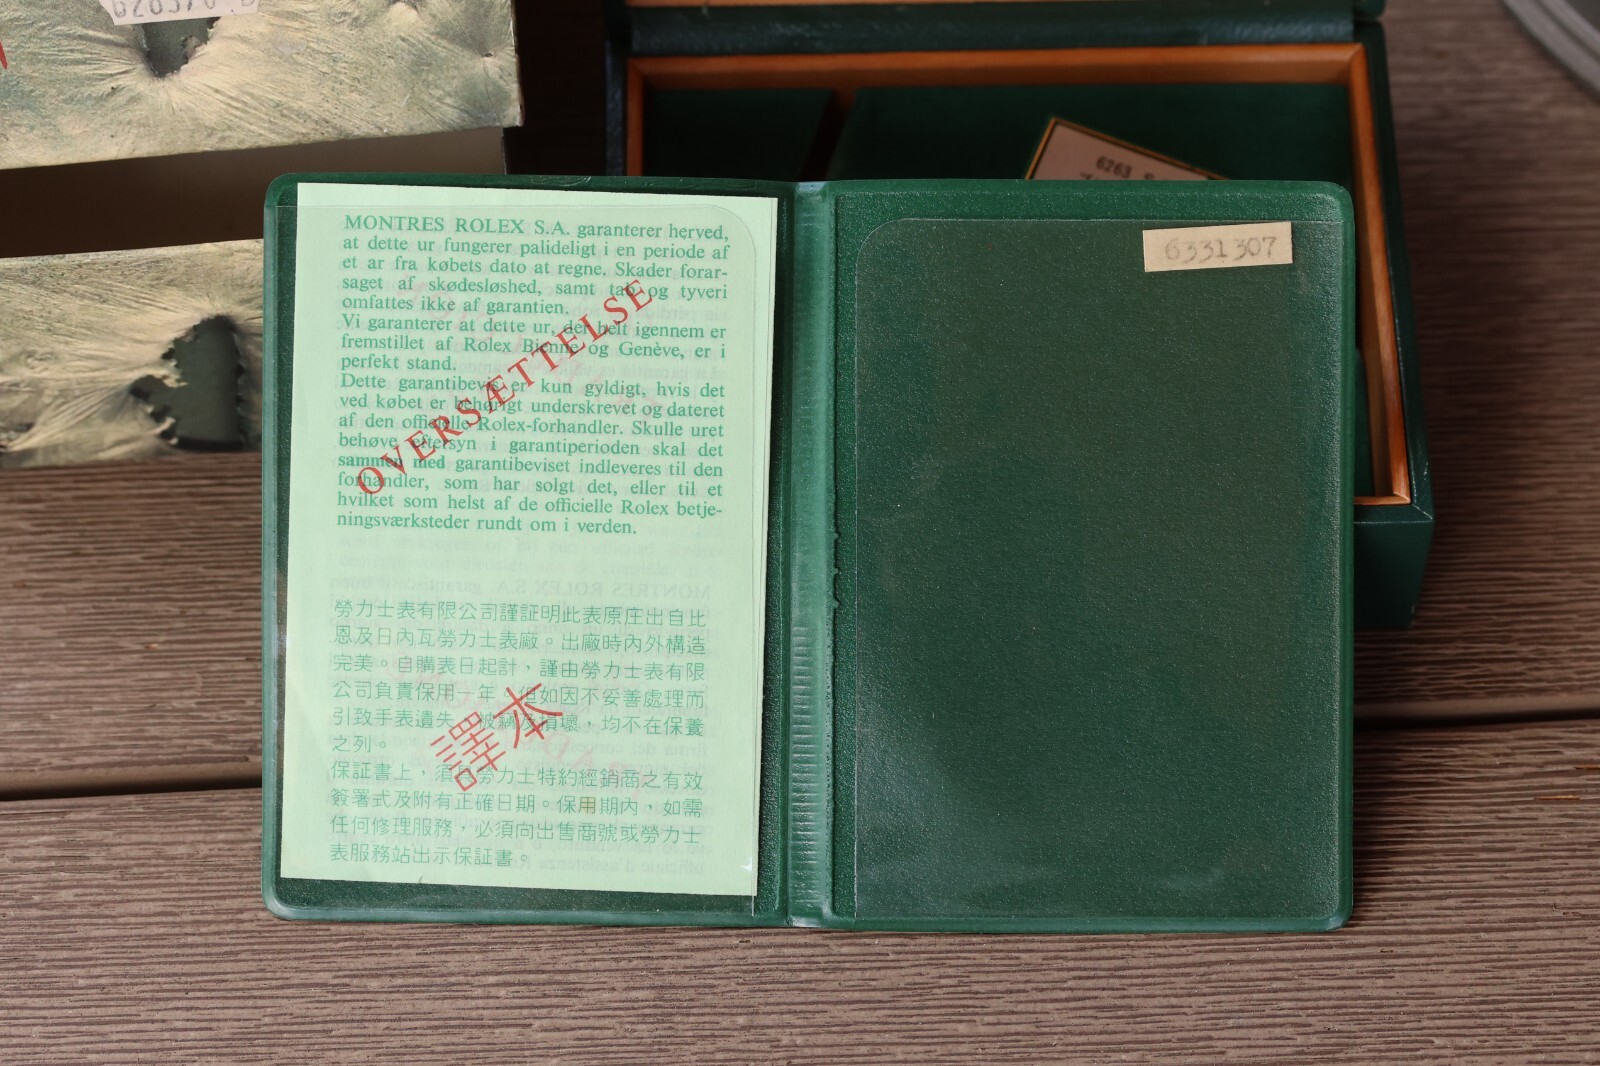 6263 S
6331307
MONTRES ROLEX S.A. garanterer herved,
at dette ur fungerer palideligt i en periode af
et ar fra købets dato at regne. Skader forar-
saget af skødesløshed, samt tab og tyveri
omfattes ikke af garantien.
Vi garanterer at dette ur, der helt igennem er
fremstillet af Rolex Bienne og Genève, er i
perfekt stand.
Dette garantibevis er kun gyldigt, hvis det
ved købet er behørigt underskrevet og dateret
af den officielle Rolex-forhandler. Skulle uret
behøve eftersyn i garantiperioden skal det
sammen med garantibeviset indleveres til den
forhandler, som har solgt det, eller til et
hvilket som helst af de officielle Rolex betje-
ningsværksteder rundt om i verden.
OVERSÆTTELSE
勞力士表有限公司謹証明此表原庄出自比
恩及日內瓦勞力士表廠。出廠時內外構造
完美。自購表日起計，謹由勞力士表有限
公司負責保用一年。但如因不妥善處理而
引致手表遺失、被竊及損壞，均不在保養
之列。
保証書上，須具勞力士特約經銷商之有效
簽署式及附有正確日期。保用期內，如需
任何修理服務，必須向出售商號或勞力士
表服務站出示保証書。
譯本